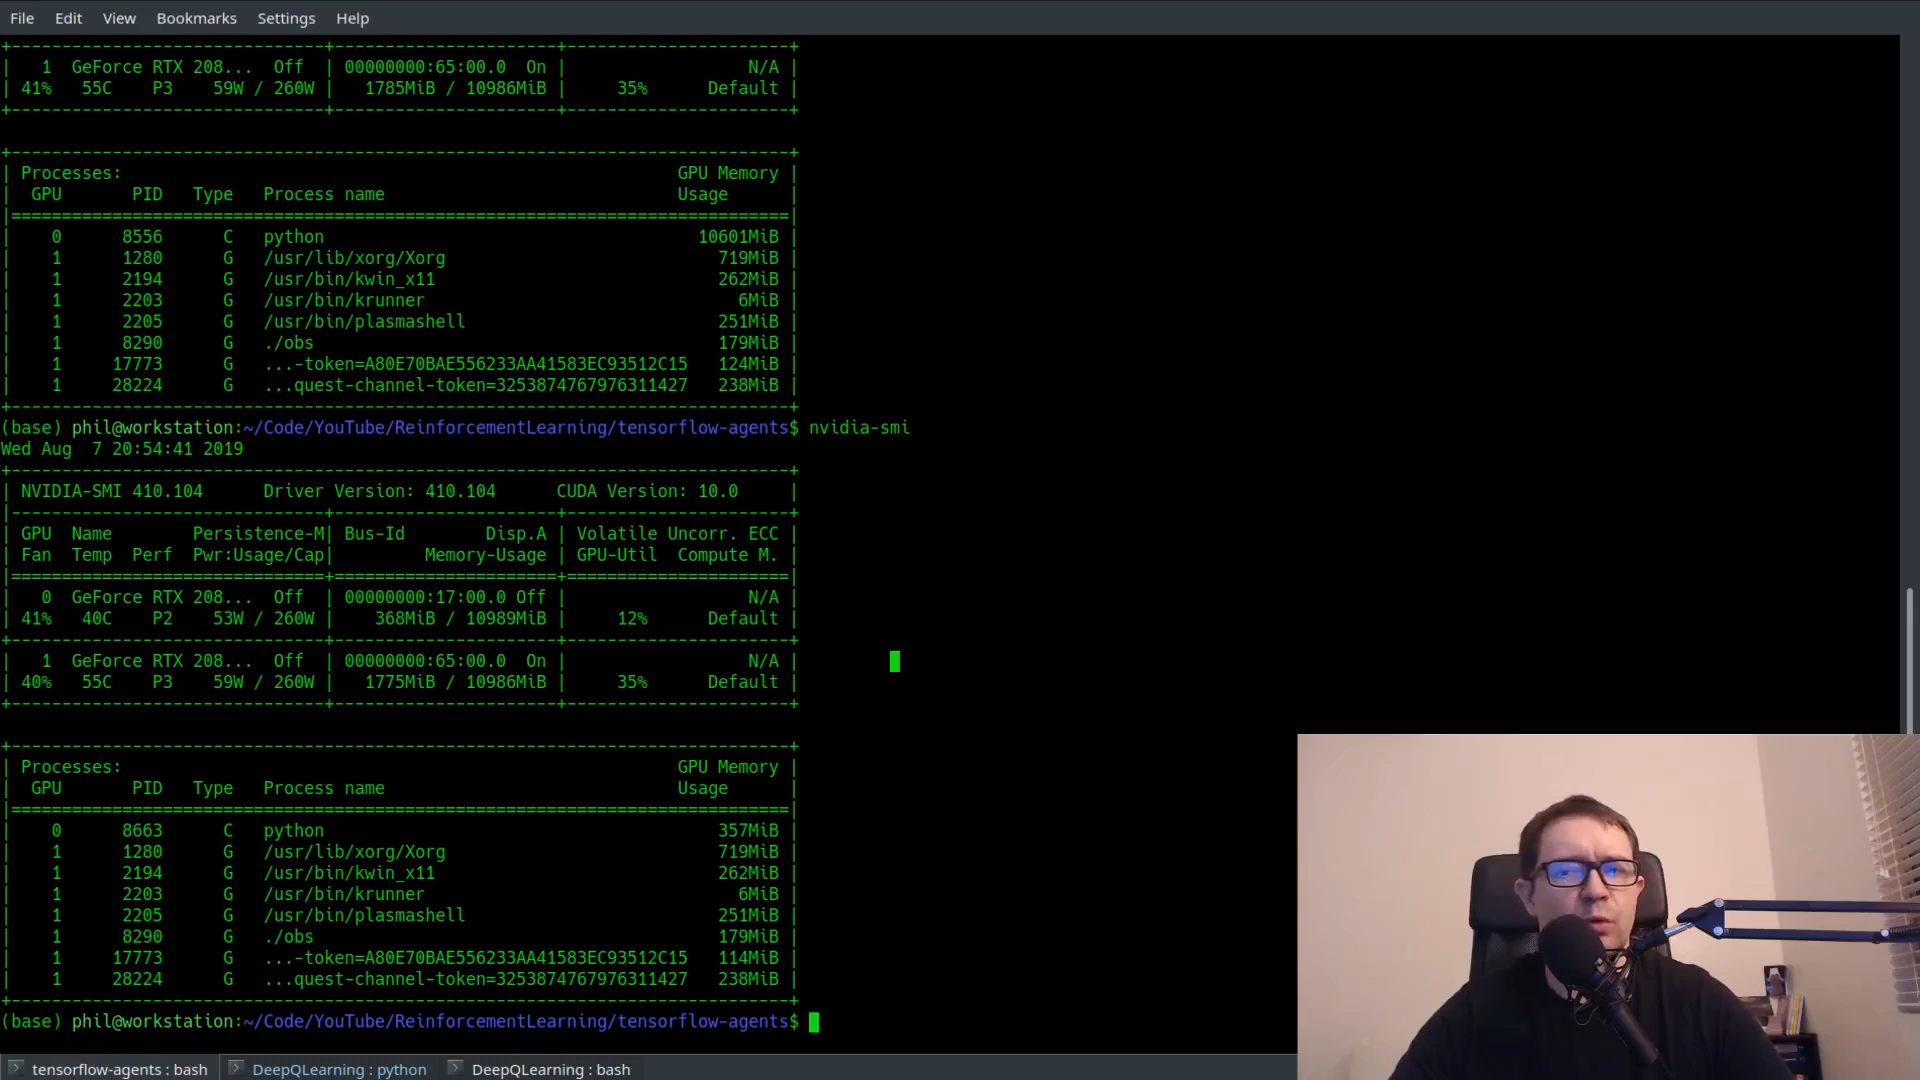 File Edit View Bookmarks Settings Help
+-------------------------------+----------------------+----------------------+
|   1  GeForce RTX 208...  Off  | 00000000:65:00.0  On |                  N/A |
| 41%   55C    P3    59W / 260W |   1785MiB / 10986MiB |     35%      Default |
+-------------------------------+----------------------+----------------------+
+-----------------------------------------------------------------------------+
| Processes:                                                       GPU Memory |
|  GPU       PID   Type   Process name                             Usage      |
|=============================================================================|
|    0      8556      C   python                                     10601MiB |
|    1      1280      G   /usr/lib/xorg/Xorg                           719MiB |
|    1      2194      G   /usr/bin/kwin_x11                            262MiB |
|    1      2203      G   /usr/bin/krunner                               6MiB |
|    1      2205      G   /usr/bin/plasmashell                         251MiB |
|    1      8290      G   ./obs                                        179MiB |
|    1     17773      G   ...-token=A80E70BAE556233AA41583EC93512C15   124MiB |
|    1     28224      G   ...quest-channel-token=3253874767976311427   238MiB |
+-----------------------------------------------------------------------------+
(base) phil@workstation:~/Code/YouTube/ReinforcementLearning/tensorflow-agents$ nvidia-smi
Wed Aug  7 20:54:41 2019
+-----------------------------------------------------------------------------+
| NVIDIA-SMI 410.104      Driver Version: 410.104      CUDA Version: 10.0     |
|-------------------------------+----------------------+----------------------+
| GPU  Name        Persistence-M| Bus-Id        Disp.A | Volatile Uncorr. ECC |
| Fan  Temp  Perf  Pwr:Usage/Cap|         Memory-Usage | GPU-Util  Compute M. |
|===============================+======================+======================|
|   0  GeForce RTX 208...  Off  | 00000000:17:00.0 Off |                  N/A |
| 41%   40C    P2    53W / 260W |    368MiB / 10989MiB |     12%      Default |
+-------------------------------+----------------------+----------------------+
|   1  GeForce RTX 208...  Off  | 00000000:65:00.0  On |                  N/A |
| 40%   55C    P3    59W / 260W |   1775MiB / 10986MiB |     35%      Default |
+-------------------------------+----------------------+----------------------+
+-----------------------------------------------------------------------------+
| Processes:                                                       GPU Memory |
|  GPU       PID   Type   Process name                             Usage      |
|=============================================================================|
|    0      8663      C   python                                       357MiB |
|    1      1280      G   /usr/lib/xorg/Xorg                           719MiB |
|    1      2194      G   /usr/bin/kwin_x11                            262MiB |
|    1      2203      G   /usr/bin/krunner                               6MiB |
|    1      2205      G   /usr/bin/plasmashell                         251MiB |
|    1      8290      G   ./obs                                        179MiB |
|    1     17773      G   ...-token=A80E70BAE556233AA41583EC93512C15   114MiB |
|    1     28224      G   ...quest-channel-token=3253874767976311427   238MiB |
+-----------------------------------------------------------------------------+
(base) phil@workstation:~/Code/YouTube/ReinforcementLearning/tensorflow-agents$
tensorflow-agents : bash DeepQLearning : python DeepQLearning : bash